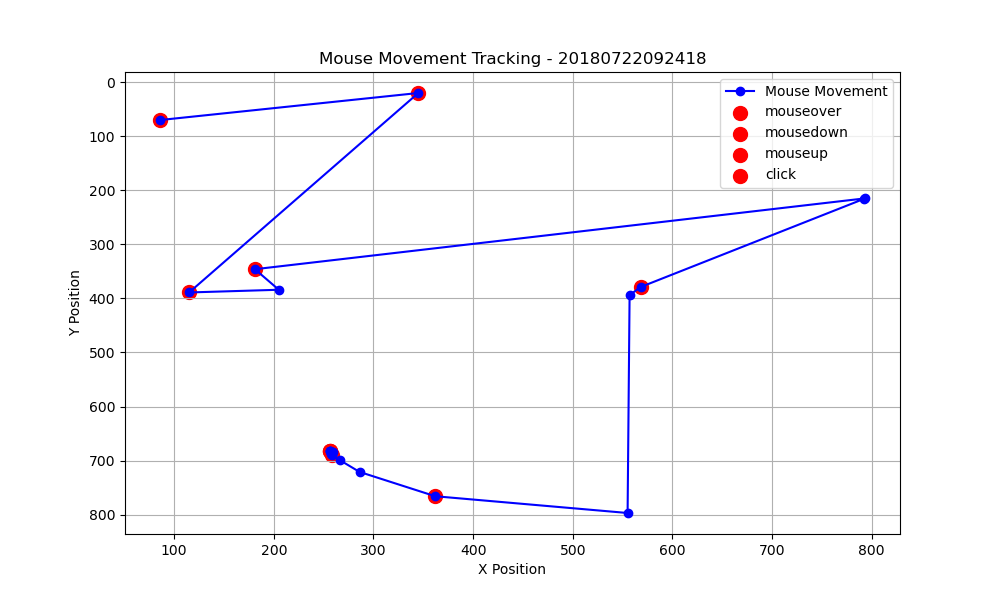 Mouse Movement Tracking - 20180722092418
Mouse Movement
mouseover
mousedown
mouseup
click
Y Position
0
100
200
300
400
500
600
700
800
100 200 300 400 500 600 700 800
X Position